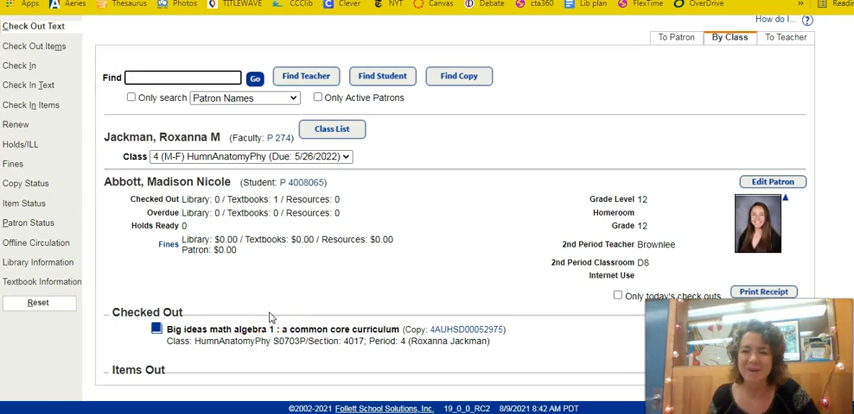 Apps Aeries Thesaurus Photos TITLEWAVE CCClib Clever NYT Canvas Debate cta360 Lib plan FlexTime OverDrive »
How do I... ?
Check Out Text
Check Out Items
Check In
Check In Text
Check In Items
Renew
Holds/ILL
Fines
Copy Status
Item Status
Patron Status
Offline Circulation
Library Information
Textbook Information
Reset
To Patron By Class To Teacher
Find Go Find Teacher Find Student Find Copy
Only search Patron Names Only Active Patrons
Jackman, Roxanna M (Faculty: P 274) Class List
Class 4 (M-F) HumnAnatomyPhy (Due: 5/26/2022)
Abbott, Madison Nicole (Student: P 4008065) Edit Patron
Checked Out Library: 0 / Textbooks: 1 / Resources: 0 Grade Level 12
Overdue Library: 0 / Textbooks: 0 / Resources: 0 Homeroom
Holds Ready 0 Grade 12
Fines Library: $0.00 / Textbooks: $0.00 / Resources: $0.00 2nd Period Teacher Brownlee
Patron: $0.00
2nd Period Classroom D8
Internet Use
Only today's check outs Print Receipt
Checked Out
Big ideas math algebra 1 : a common core curriculum (Copy: 4AUHSD00052975)
Class: HumnAnatomyPhy S0703P/Section: 4017; Period: 4 (Roxanna Jackman)
Items Out
©2002-2021 Follett School Solutions, Inc. 19_0_0_RC2 8/9/2021 8:42 AM PDT